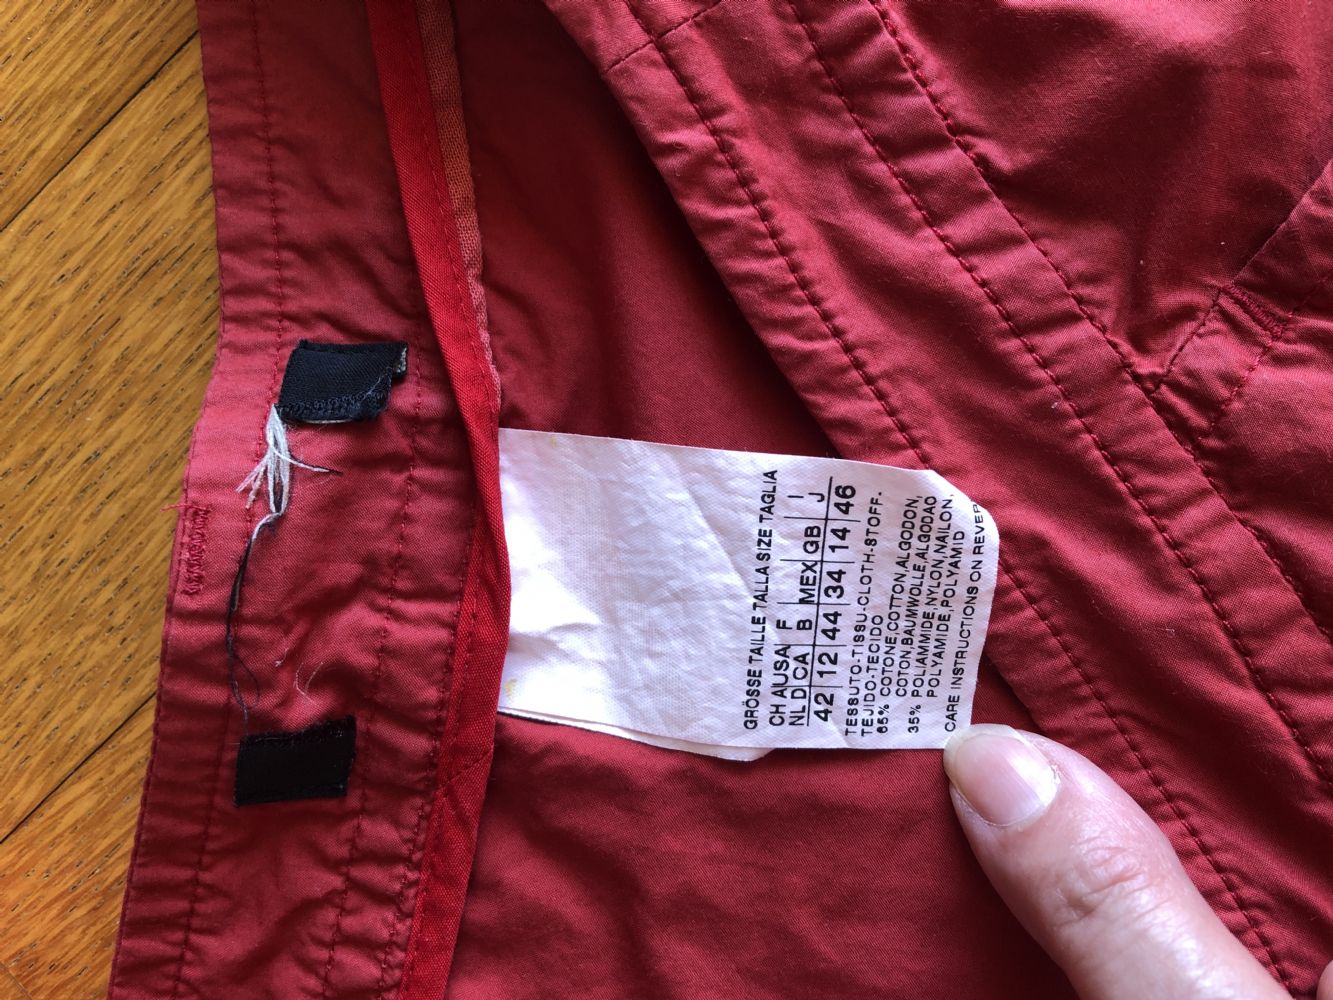 GRÖSSE TAILLE TALLA SIZE TAGLIA
CH A USA F I
NL D CA B MEX GB J
42 12 44 34 14 46
TESSUTO-TISSU-CLOTH-STOFF.
TEJIDO-TECIDO
65% COTONE,COTTON,ALGODON,
COTON,BAUMWOLLE,ALGODAO
35% POLIAMMIDE,NYLON,NAILON,
POLYAMIDE,POLYAMID
CARE INSTRUCTIONS ON REVER